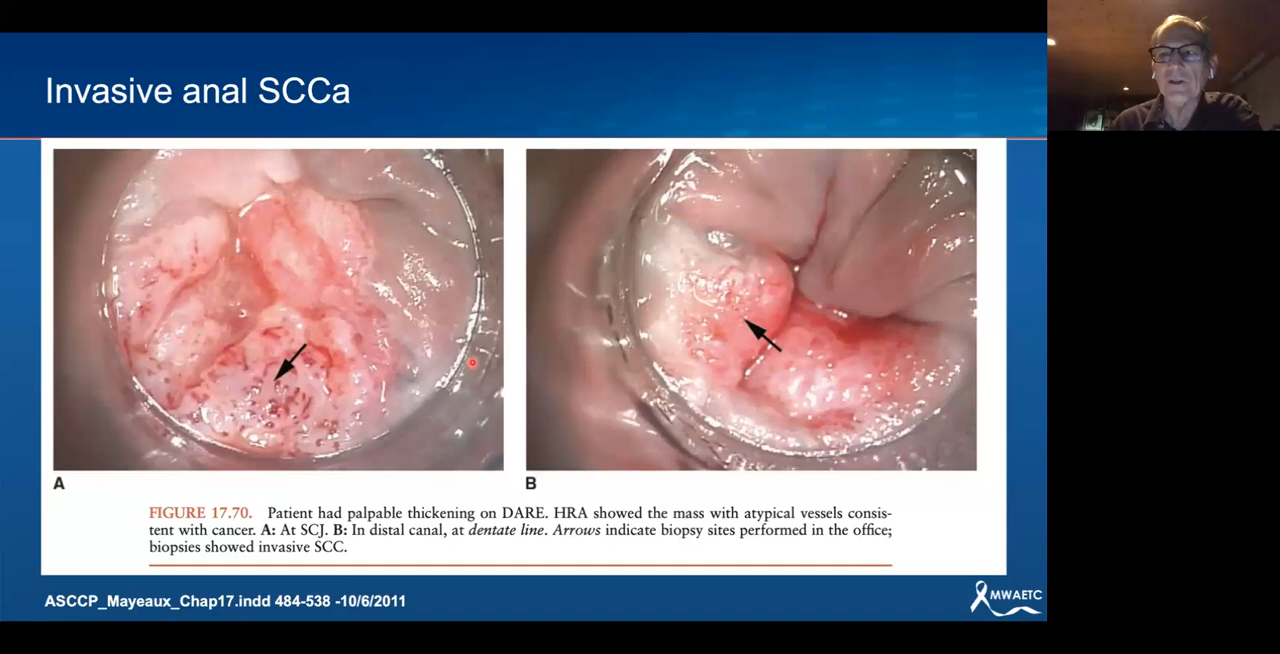 Invasive anal SCCa
A
B
FIGURE 17.70. Patient had palpable thickening on DARE. HRA showed the mass with atypical vessels consis-
tent with cancer. A: At SCJ. B: In distal canal, at dentate line. Arrows indicate biopsy sites performed in the office;
biopsies showed invasive SCC.
ASCCP_Mayeaux_Chap17.indd 484-538 -10/6/2011
MWAETC